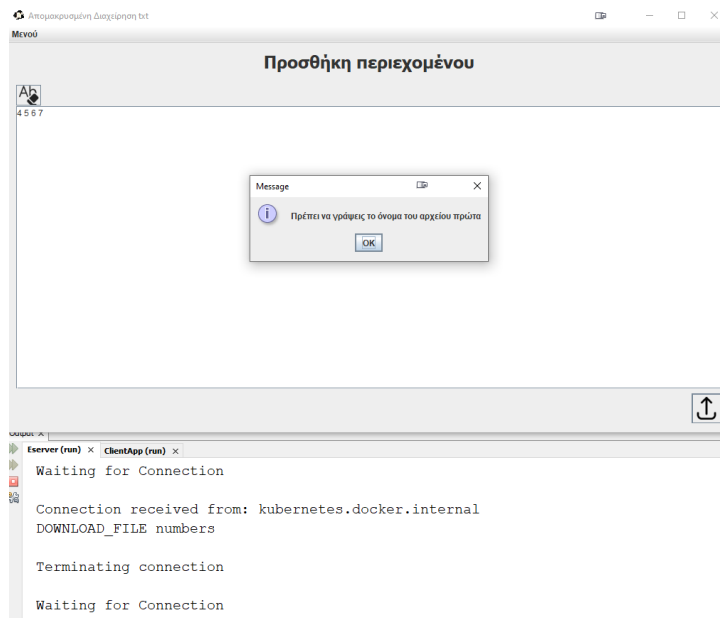 Απομακρυσμένη Διαχείρηση txt
Μενού
Προσθήκη περιεχομένου
Ab
4 5 6 7
Message
i
Πρέπει να γράψεις το όνομα του αρχείου πρώτα
OK
Output
Eserver (run) ClientApp (run)
Waiting for Connection
Connection received from: kubernetes.docker.internal
DOWNLOAD_FILE numbers
Terminating connection
Waiting for Connection